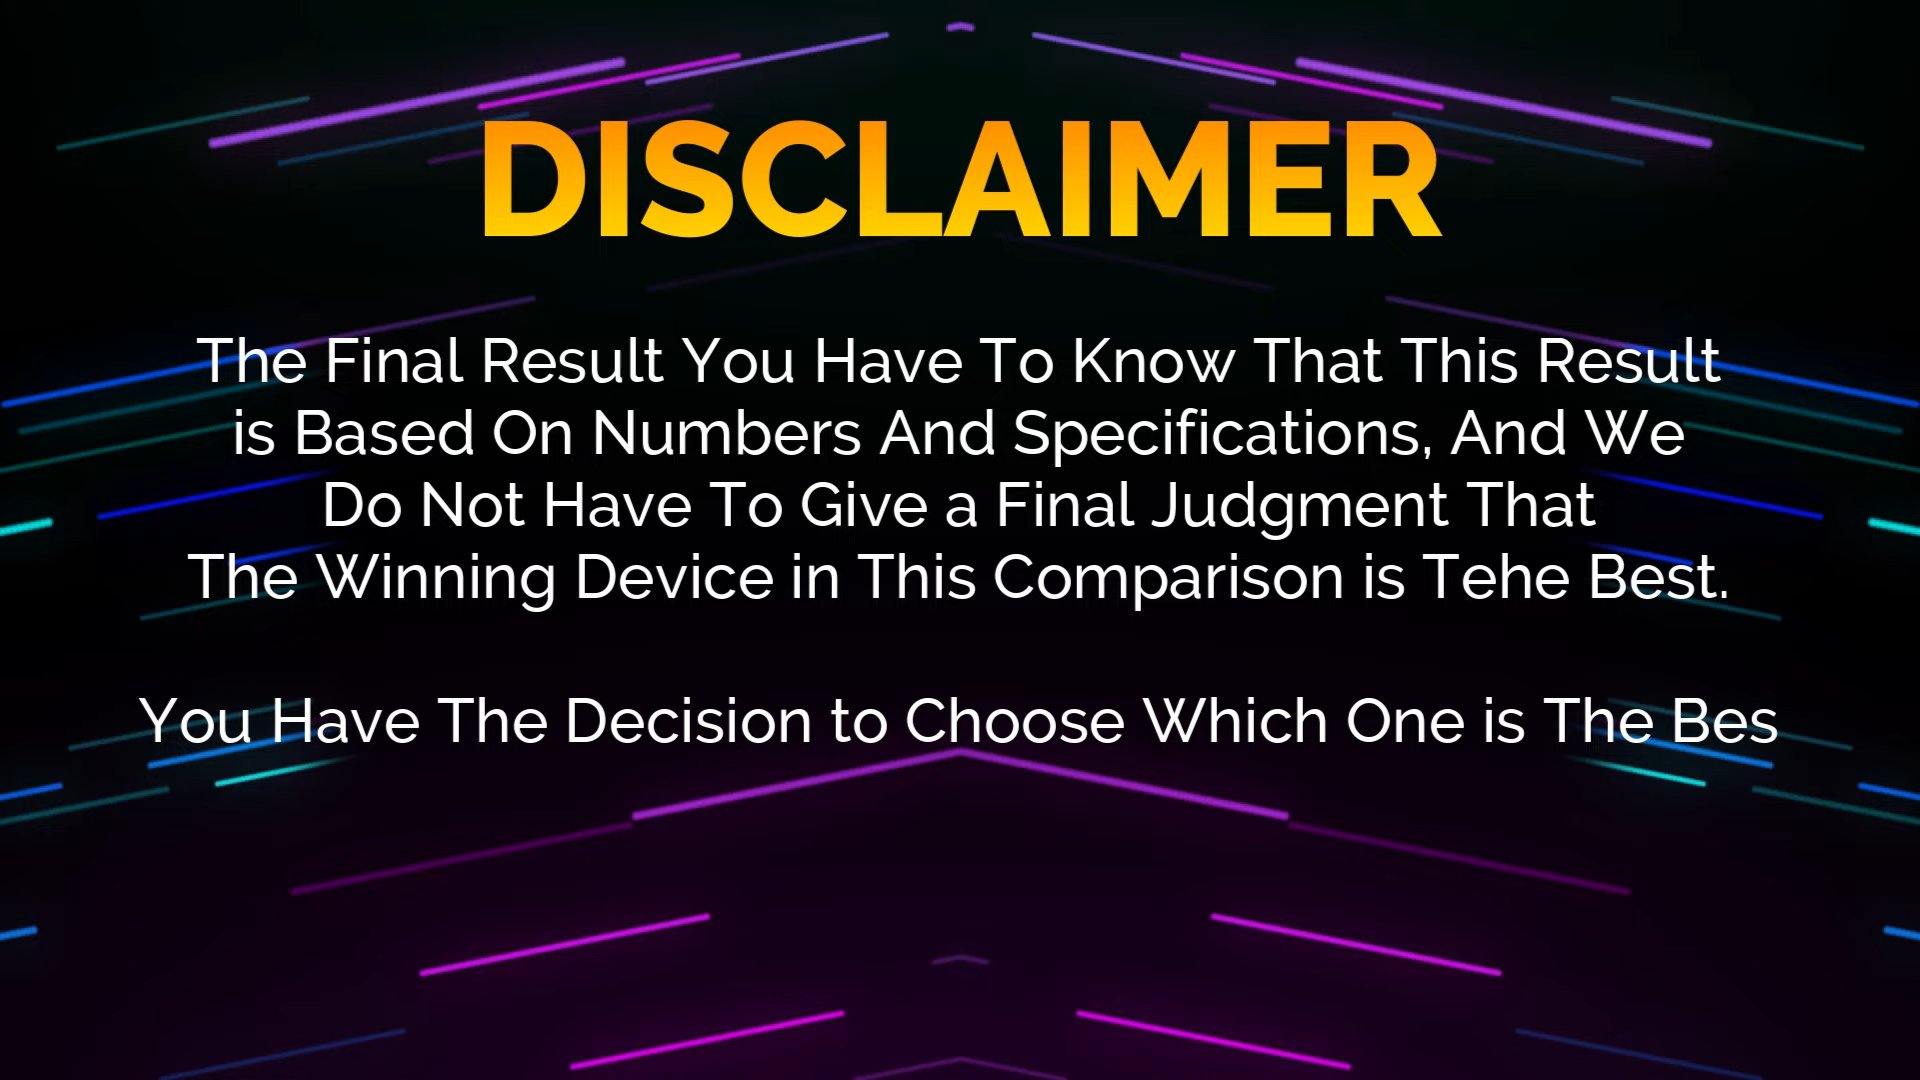 DISCLAIMER
The Final Result You Have To Know That This Result
is Based On Numbers And Specifications, And We
Do Not Have To Give a Final Judgment That
The Winning Device in This Comparison is Tehe Best.
You Have The Decision to Choose Which One is The Bes